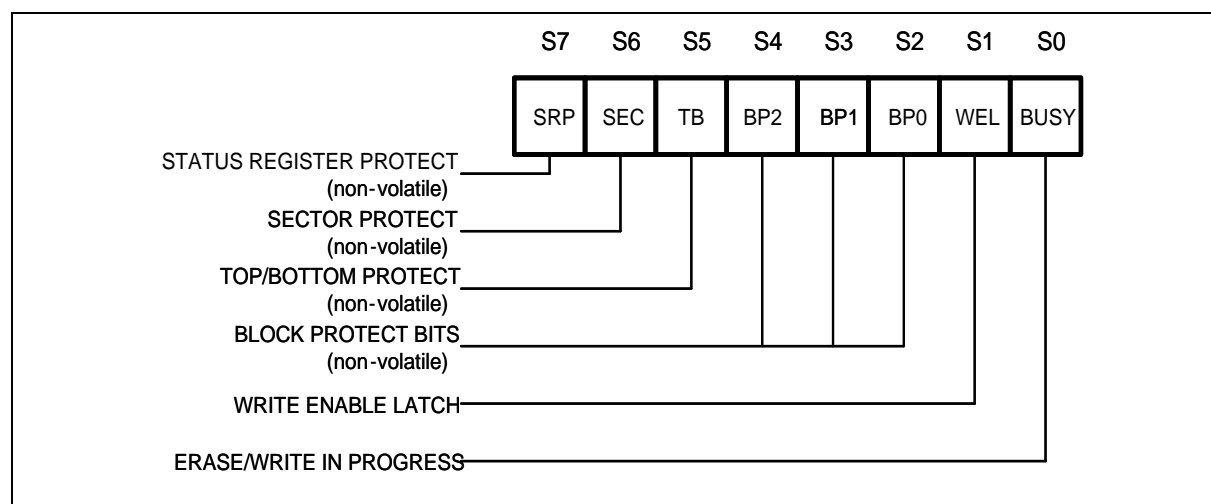 S7 S6 S5 S4 S3 S2 S1 S0
SRP SEC TB BP2 BP1 BP0 WEL BUSY
STATUS REGISTER PROTECT
(non-volatile)
SECTOR PROTECT
(non-volatile)
TOP/BOTTOM PROTECT
(non-volatile)
BLOCK PROTECT BITS
(non-volatile)
WRITE ENABLE LATCH
ERASE/WRITE IN PROGRESS